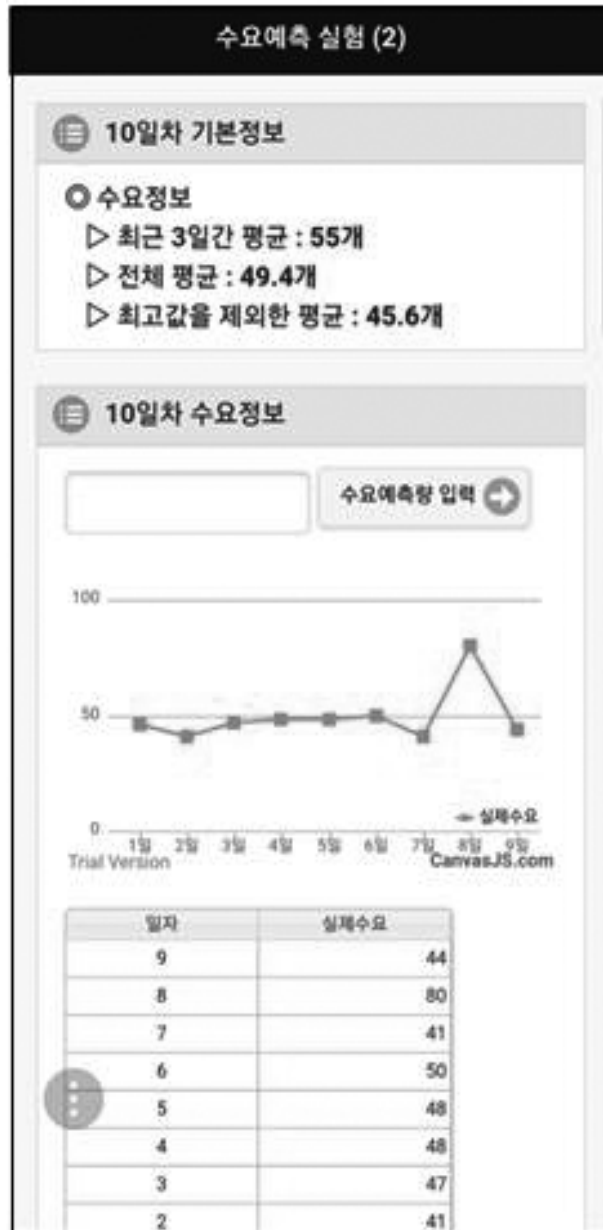 수요예측 실험 (2)
10일차 기본정보
수요정보
▷ 최근 3일간 평균 : 55개
▷ 전체 평균 : 49.4개
▷ 최고값을 제외한 평균 : 45.6개
10일차 수요정보
수요예측량 입력
100
50
0
실제수요
1일 2일 3일 4일 5일 6일 7일 8일 9일
Trial Version CanvasJS.com
일자 실제수요
9 44
8 80
7 41
6 50
5 48
4 48
3 47
2 41